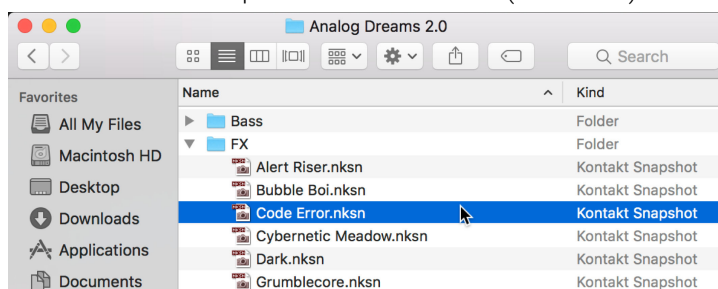 Analog Dreams 2.0
Search
Favorites
All My Files
Macintosh HD
Desktop
Downloads
Applications
Documents
Name
Kind
Bass
Folder
FX
Folder
Alert Riser.nksn
Kontakt Snapshot
Bubble Boi.nksn
Kontakt Snapshot
Code Error.nksn
Kontakt Snapshot
Cybernetic Meadow.nksn
Kontakt Snapshot
Dark.nksn
Kontakt Snapshot
Grumblecore.nksn
Kontakt Snapshot